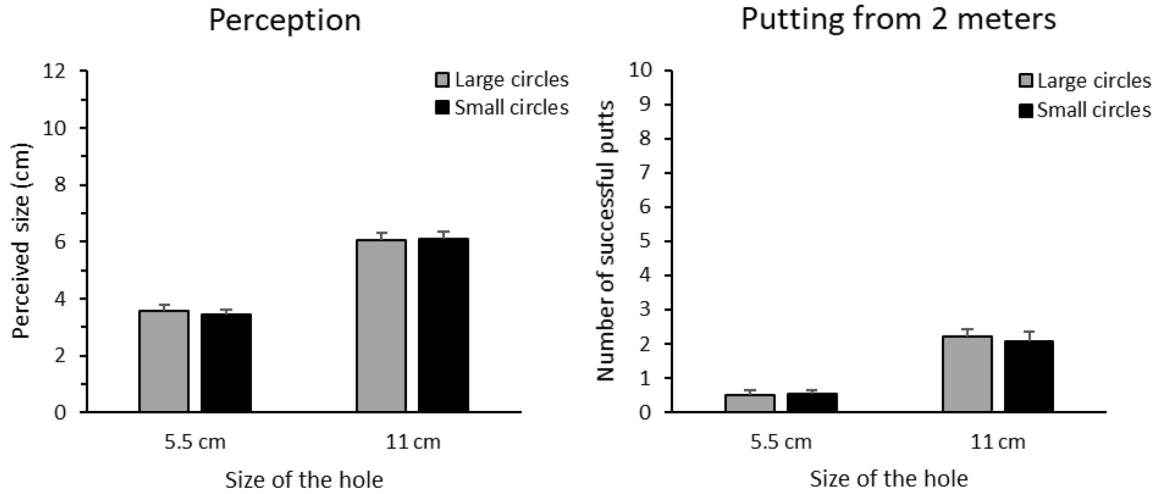 Perception
12
10
8
6
4
2
0
Perceived size (cm)
Large circles
Small circles
5.5 cm
11 cm
Size of the hole
Putting from 2 meters
10
9
8
7
6
5
4
3
2
1
0
Number of successful putts
Large circles
Small circles
5.5 cm
11 cm
Size of the hole